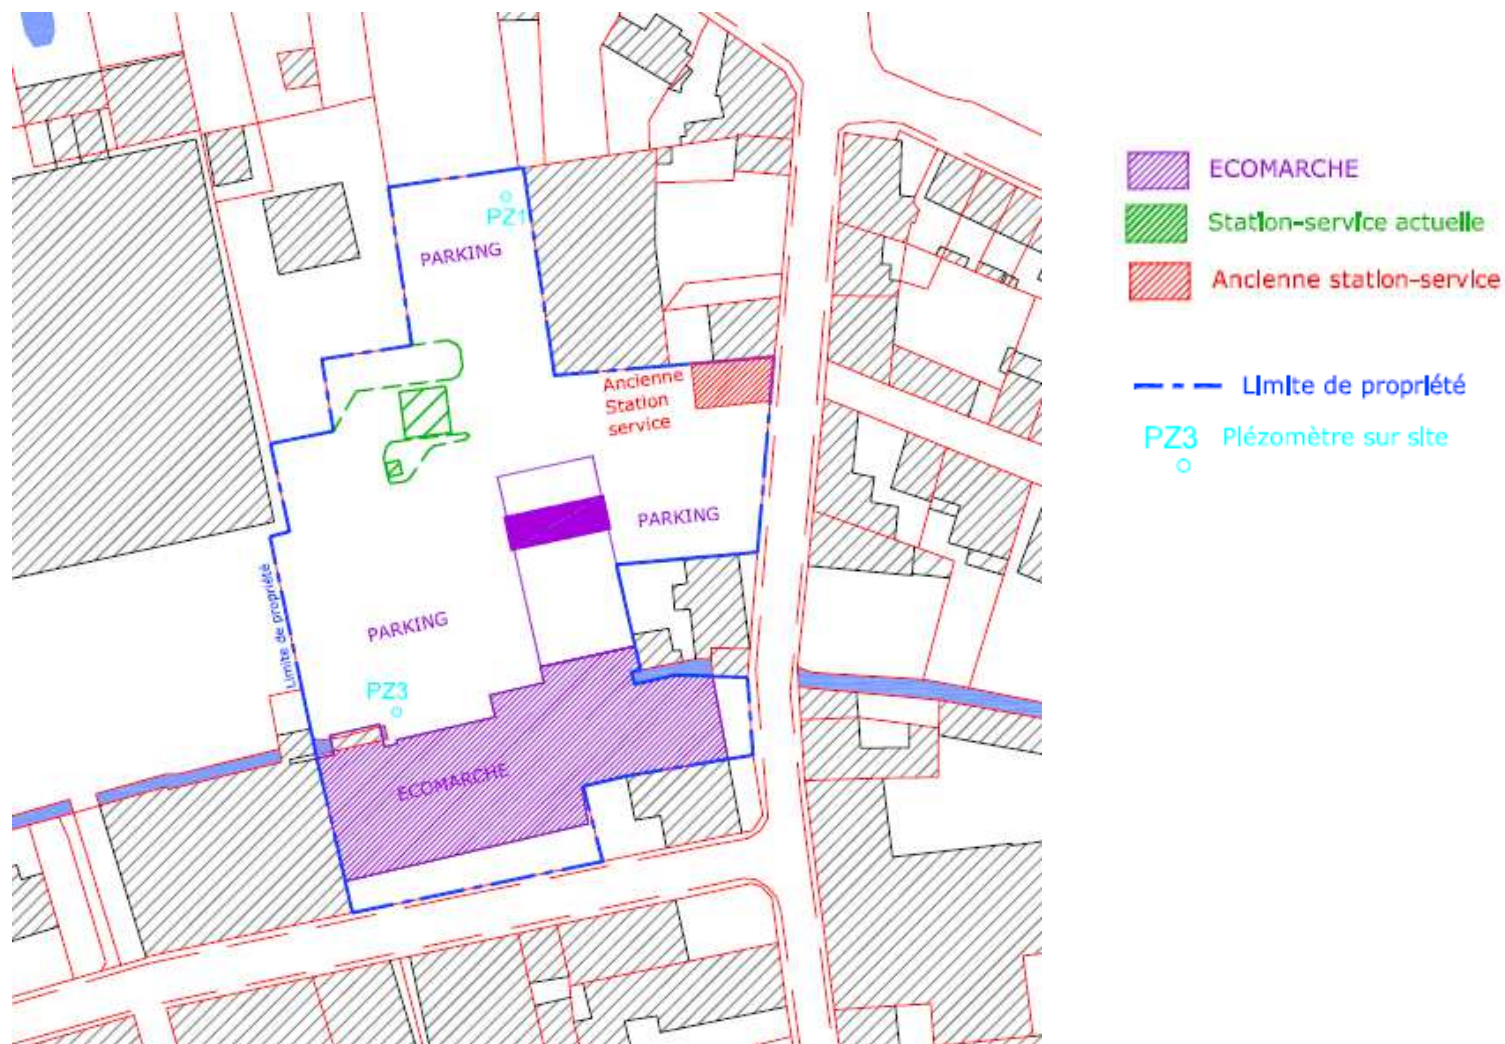 PZ1
PARKING
Ancienne
Station
service
PARKING
Limite de propriété
PARKING
PZ3
ECOMARCHE
ECOMARCHE
Station-service actuelle
Ancienne station-service
Limite de propriété
PZ3 Piézomètre sur site